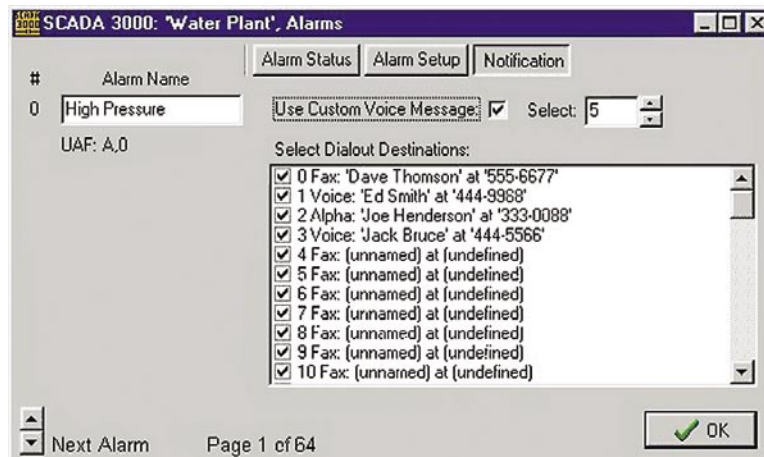 SCADA 3000
SCADA 3000: 'Water Plant', Alarms
Alarm Status Alarm Setup Notification
# Alarm Name
0 High Pressure
Use Custom Voice Message: Select: 5
UAF: A,0
Select Dialout Destinations:
0 Fax: 'Dave Thomson' at '555-6677'
1 Voice: 'Ed Smith' at '444-9968'
2 Alpha: 'Joe Henderson' at '333-0088'
3 Voice: 'Jack Bruce' at '444-5566'
4 Fax: (unnamed) at (undefined)
5 Fax: (unnamed) at (undefined)
6 Fax: (unnamed) at (undefined)
7 Fax: (unnamed) at (undefined)
8 Fax: (unnamed) at (undefined)
9 Fax: (unnamed) at (undefined)
10 Fax: (unnamed) at (undefined)
OK
Next Alarm Page 1 of 64